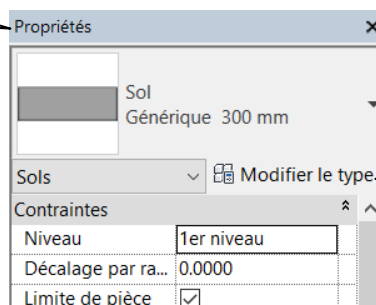 Propriétés
Sol
Générique 300 mm
Sols
Modifier le type
Contraintes
Niveau 1er niveau
Décalage par ra... 0.0000
Limite de pièce